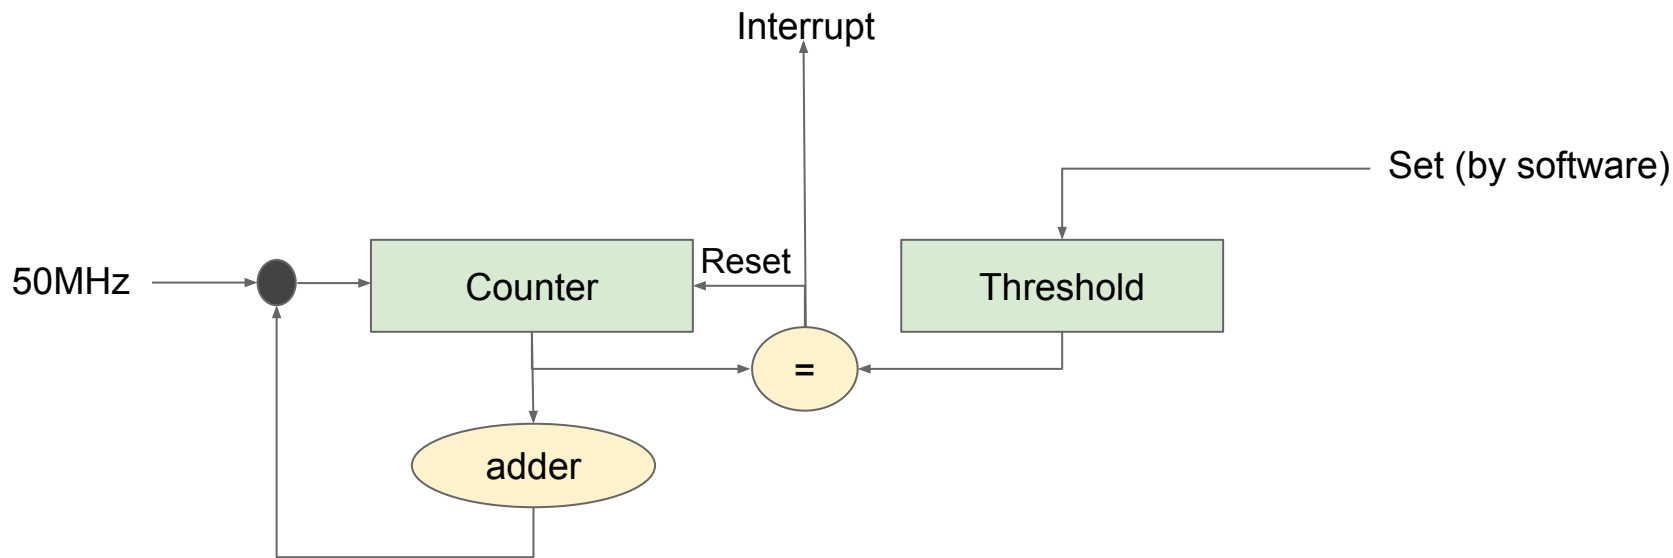 Interrupt
Set (by software)
50MHz
Counter
Reset
Threshold
=
adder